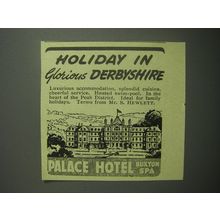 HOLIDAY IN
Glorious DERBYSHIRE
Luxurious accommodation, splendid cuisine,
cheerful service. Heated swim-pool. In the
heart of the Peak District. Ideal for family
holidays. Terms from Mr. S. HEWLETT.
PALACE HOTEL BUXTON
SPA